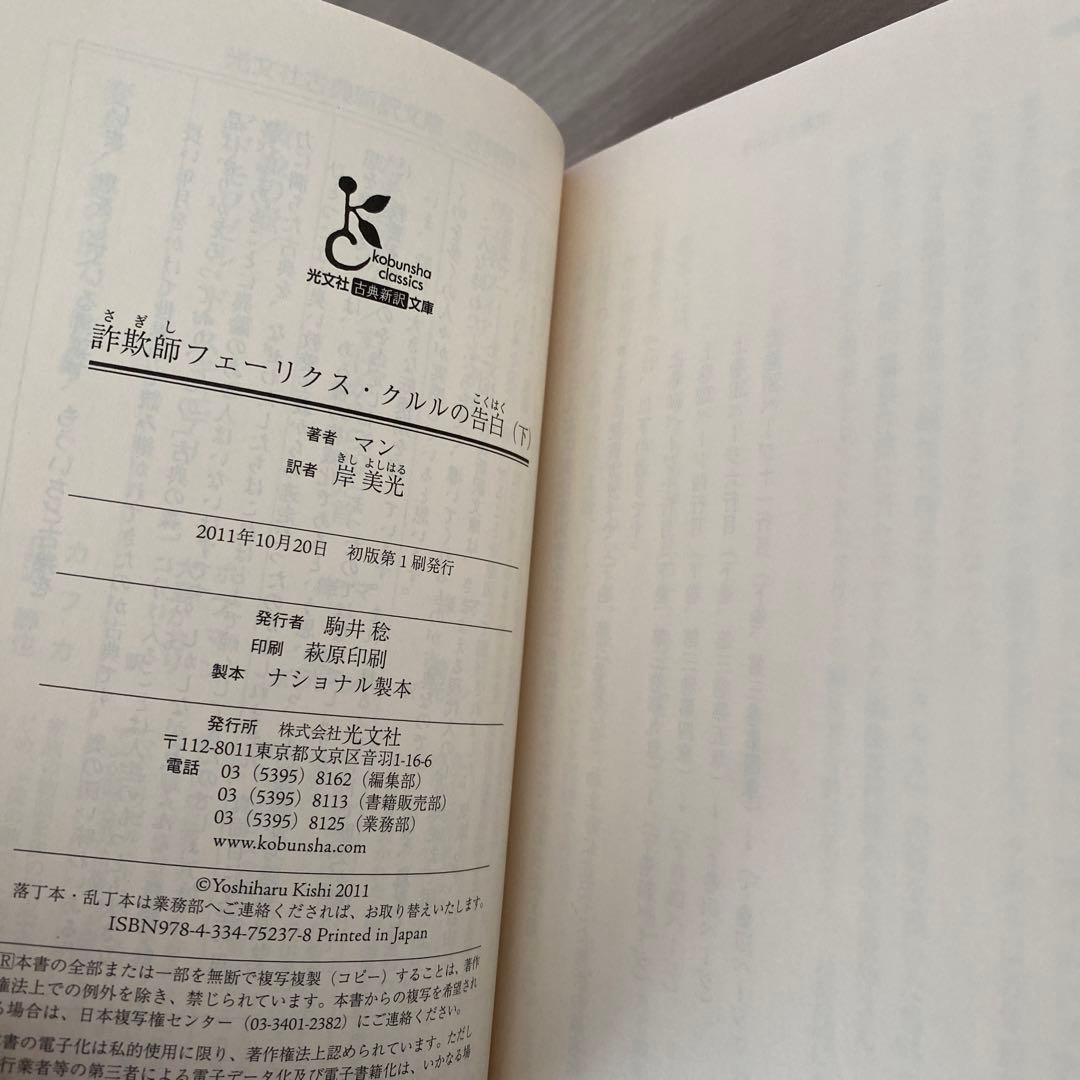 kobunsha
classics
光文社古典新訳文庫
さぎし
詐欺師フェーリクス・クルルの告白（下）
こくはく
著者 マン
きし よしはる
訳者 岸 美光
2011年10月20日 初版第1刷発行
発行者 駒井 稔
印刷 萩原印刷
製本 ナショナル製本
発行所 株式会社光文社
〒112-8011東京都文京区音羽1-16-6
電話 03（5395）8162（編集部）
03（5395）8113（書籍販売部）
03（5395）8125（業務部）
www.kobunsha.com
©Yoshiharu Kishi 2011
落丁本・乱丁本は業務部へご連絡くだされば、お取り替えいたします。
ISBN978-4-334-75237-8 Printed in Japan
R本書の全部または一部を無断で複写複製（コピー）することは、著作
権法上での例外を除き、禁じられています。本書からの複写を希望され
る場合は、日本複写権センター（03-3401-2382）にご連絡ください。
書の電子化は私的使用に限り、著作権法上認められています。ただし
行業者等の第三者による電子データ化及び電子書籍化は、いかなる場